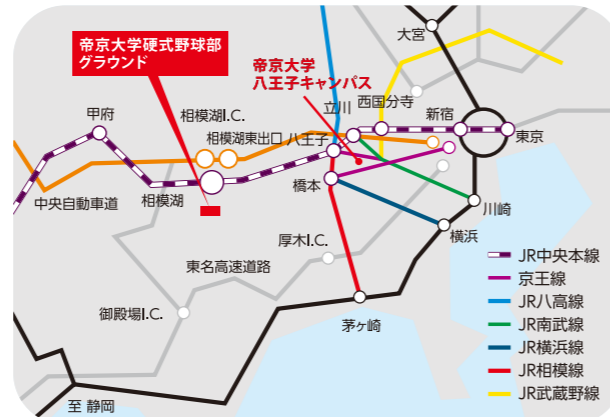 帝京大学硬式野球部
グラウンド
大宮
帝京大学
八王子キャンパス
甲府
相模湖I.C.
立川
西国分寺
新宿
相模湖東出口
八王子
東京
中央自動車道
相模湖
橋本
川崎
横浜
厚木I.C.
東名高速道路
御殿場I.C.
茅ヶ崎
至 静岡
JR中央本線
京王線
JR八高線
JR南武線
JR横浜線
JR相模線
JR武蔵野線